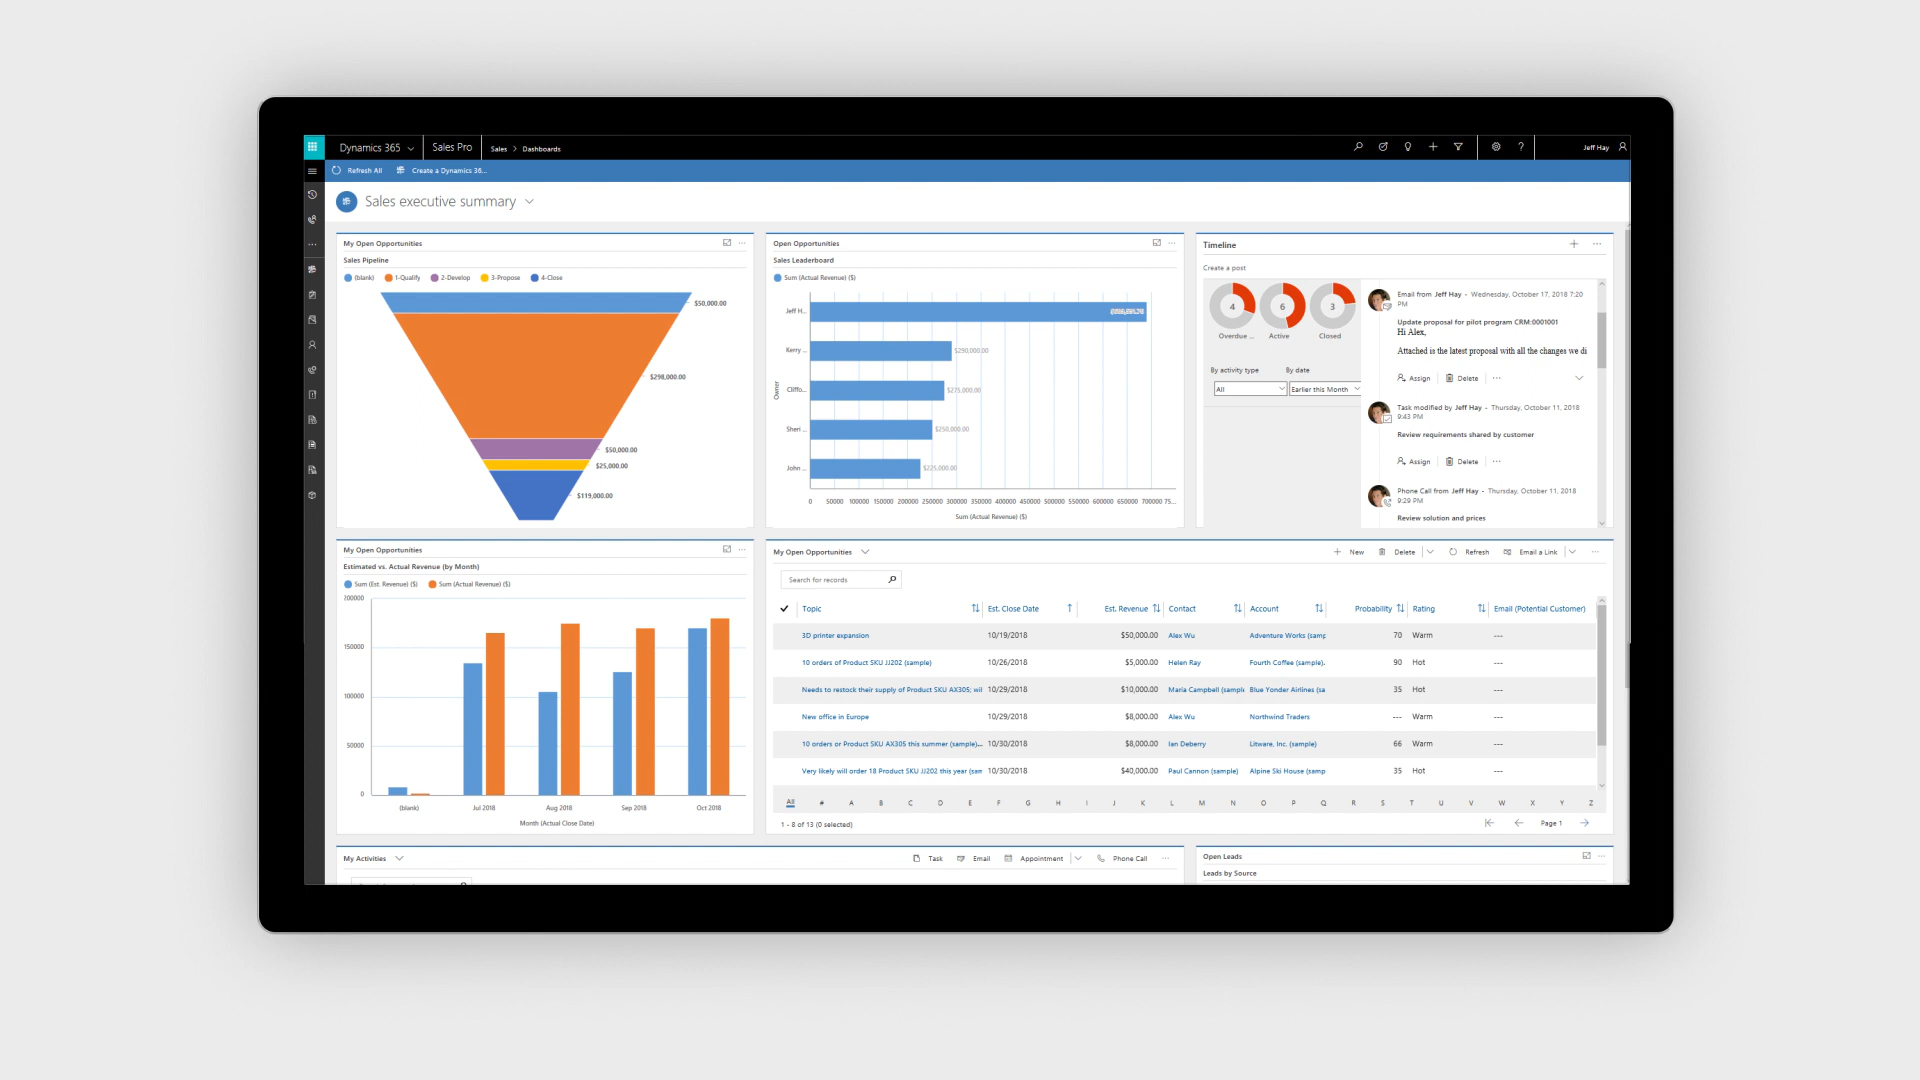 Dynamics 365
Sales Pro
Sales > Dashboards
Jeff Hay
Refresh All
Create a Dynamics 36...
Sales executive summary
My Open Opportunities
Sales Pipeline
(blank) 1-Qualify 2-Develop 3-Propose 4-Close
$50,000.00
$298,000.00
$50,000.00
$25,000.00
$119,000.00
Open Opportunities
Sales Leaderboard
Sum (Actual Revenue) ($)
Owner
Jeff H...
Kerry ... $290,000.00
Cliffo... $275,000.00
Sheri ... $250,000.00
John ... $225,000.00
0 50000 100000 150000 200000 250000 300000 350000 400000 450000 500000 550000 600000 650000 700000 75...
Sum (Actual Revenue) ($)
Timeline
Create a post
4 6 3
Overdue ... Active Closed
By activity type By date
All Earlier this Month
Email from Jeff Hay - Wednesday, October 17, 2018 7:20
PM
Update proposal for pilot program CRM:0001001
Hi Alex,
Attached is the latest proposal with all the changes we di
Assign Delete ...
Task modified by Jeff Hay - Thursday, October 11, 2018
9:43 PM
Review requirements shared by customer
Assign Delete ...
Phone Call from Jeff Hay - Thursday, October 11, 2018
9:29 PM
Review solution and prices
My Open Opportunities
Estimated vs. Actual Revenue (by Month)
Sum (Est. Revenue) ($) Sum (Actual Revenue) ($)
200000
150000
100000
50000
0
(blank) Jul 2018 Aug 2018 Sep 2018 Oct 2018
Month (Actual Close Date)
My Open Opportunities
New Delete Refresh Email a Link ...
Search for records
Topic Est. Close Date Est. Revenue Contact Account Probability Rating Email (Potential Customer)
3D printer expansion 10/19/2018 $50,000.00 Alex Wu Adventure Works (samp 70 Warm ---
10 orders of Product SKU JJ202 (sample) 10/26/2018 $5,000.00 Helen Ray Fourth Coffee (sample), 90 Hot ---
Needs to restock their supply of Product SKU AX305; wil 10/29/2018 $10,000.00 Maria Campbell (sampl Blue Yonder Airlines (sa 35 Hot ---
New office in Europe 10/29/2018 $8,000.00 Alex Wu Northwind Traders --- Warm ---
10 orders or Product SKU AX305 this summer (sample)... 10/30/2018 $8,000.00 Ian Deberry Litware, Inc. (sample) 66 Warm ---
Very likely will order 18 Product SKU JJ202 this year (sam 10/30/2018 $40,000.00 Paul Cannon (sample) Alpine Ski House (samp 35 Hot ---
All # A B C D E F G H I J K L M N O P Q R S T U V W X Y Z
1 - 8 of 13 (0 selected)
Page 1
My Activities
Task Email Appointment Phone Call ...
Open Leads
Leads by Source